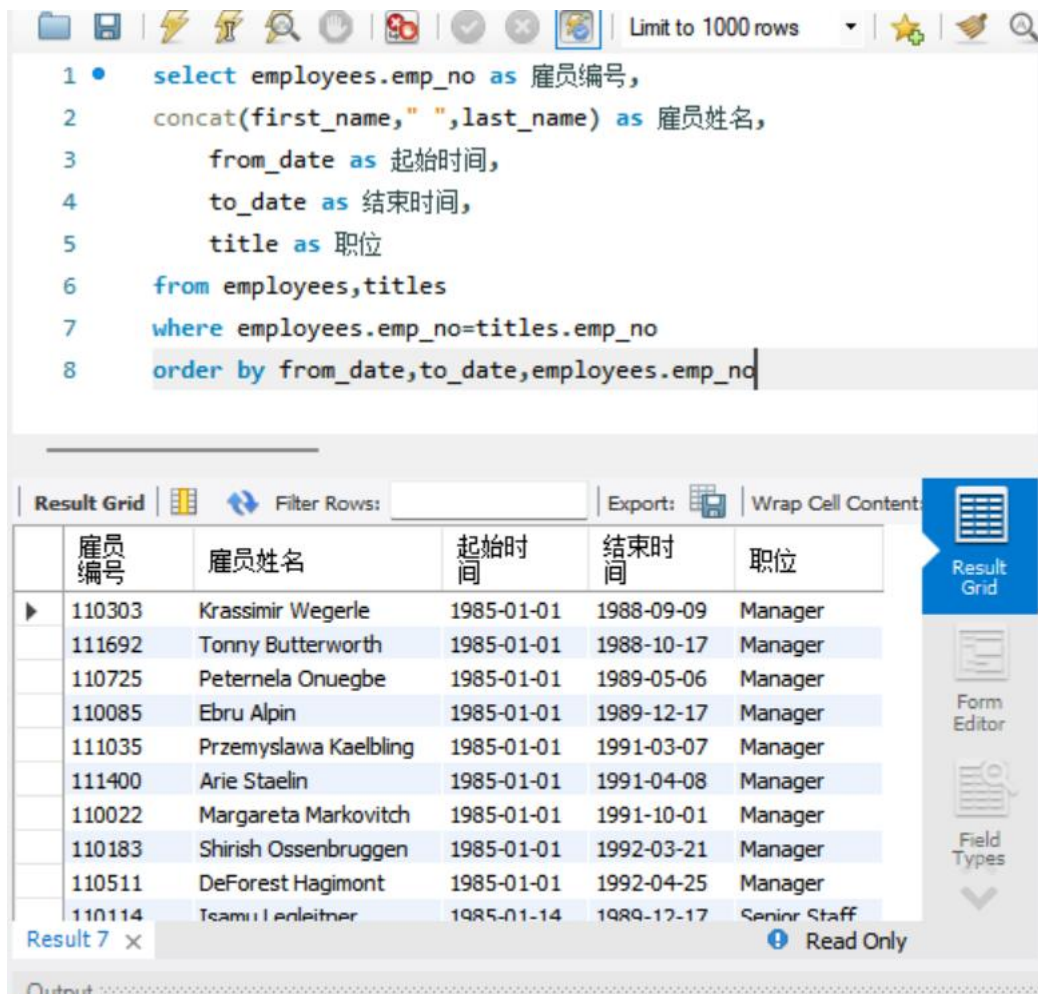 Limit to 1000 rows
1 select employees.emp_no as 雇员编号,
2 concat(first_name," ",last_name) as 雇员姓名,
3 from_date as 起始时间,
4 to_date as 结束时间,
5 title as 职位
6 from employees,titles
7 where employees.emp_no=titles.emp_no
8 order by from_date,to_date,employees.emp_no
Result Grid Filter Rows: Export: Wrap Cell Content:
雇员编号 雇员姓名 起始时间 结束时间 职位
110303 Krassimir Wegerle 1985-01-01 1988-09-09 Manager
111692 Tonny Butterworth 1985-01-01 1988-10-17 Manager
110725 Peternela Onuegbe 1985-01-01 1989-05-06 Manager
110085 Ebru Alpin 1985-01-01 1989-12-17 Manager
111035 Przemyslawa Kaelbling 1985-01-01 1991-03-07 Manager
111400 Arie Staelin 1985-01-01 1991-04-08 Manager
110022 Margareta Markovitch 1985-01-01 1991-10-01 Manager
110183 Shirish Ossenbruggen 1985-01-01 1992-03-21 Manager
110511 DeForest Hagimont 1985-01-01 1992-04-25 Manager
110114 Isamu Legleitner 1985-01-14 1989-12-17 Senior Staff
Result
Grid
Form
Editor
Field
Types
Result 7 Read Only
Output